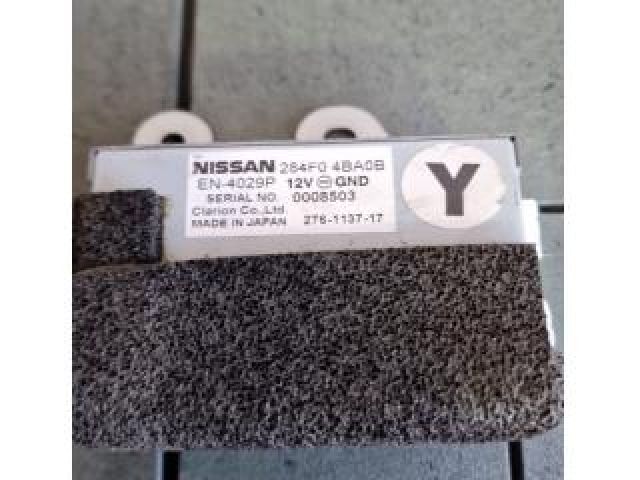 NISSAN 284F0 4BA0B
EN-4029P 12V GND
SERIAL NO. 0008503
Clarion Co.,Ltd
MADE IN JAPAN 276-1137-17
Y